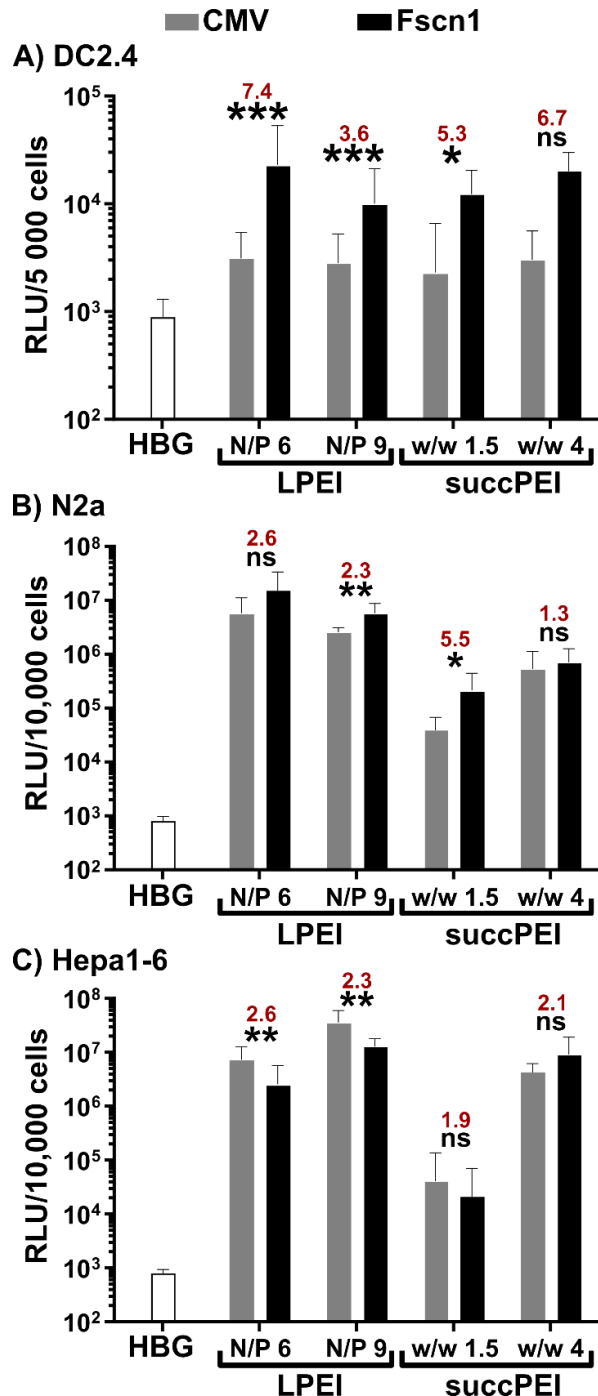 CMV Fscn1
A) DC2.4
RLU/5 000 cells
10^5
10^4
10^3
10^2
7.4
***
3.6
***
5.3
*
6.7
ns
HBG N/P 6 N/P 9 w/w 1.5 w/w 4
LPEI succPEI
B) N2a
RLU/10,000 cells
10^8
10^7
10^6
10^5
10^4
10^3
10^2
2.6
ns
2.3
**
5.5
*
1.3
ns
HBG N/P 6 N/P 9 w/w 1.5 w/w 4
LPEI succPEI
C) Hepa1-6
RLU/10,000 cells
10^8
10^7
10^6
10^5
10^4
10^3
10^2
2.6
**
2.3
**
1.9
ns
2.1
ns
HBG N/P 6 N/P 9 w/w 1.5 w/w 4
LPEI succPEI